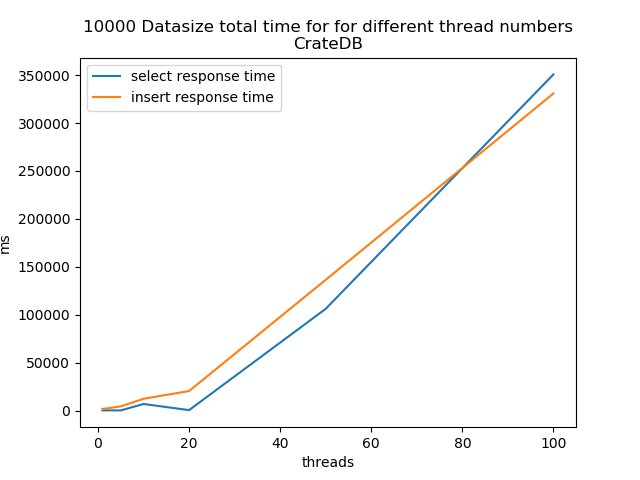 10000 Datasize total time for for different thread numbers
CrateDB
select response time
insert response time
350000
300000
250000
200000
150000
100000
50000
0
ms
0 20 40 60 80 100
threads